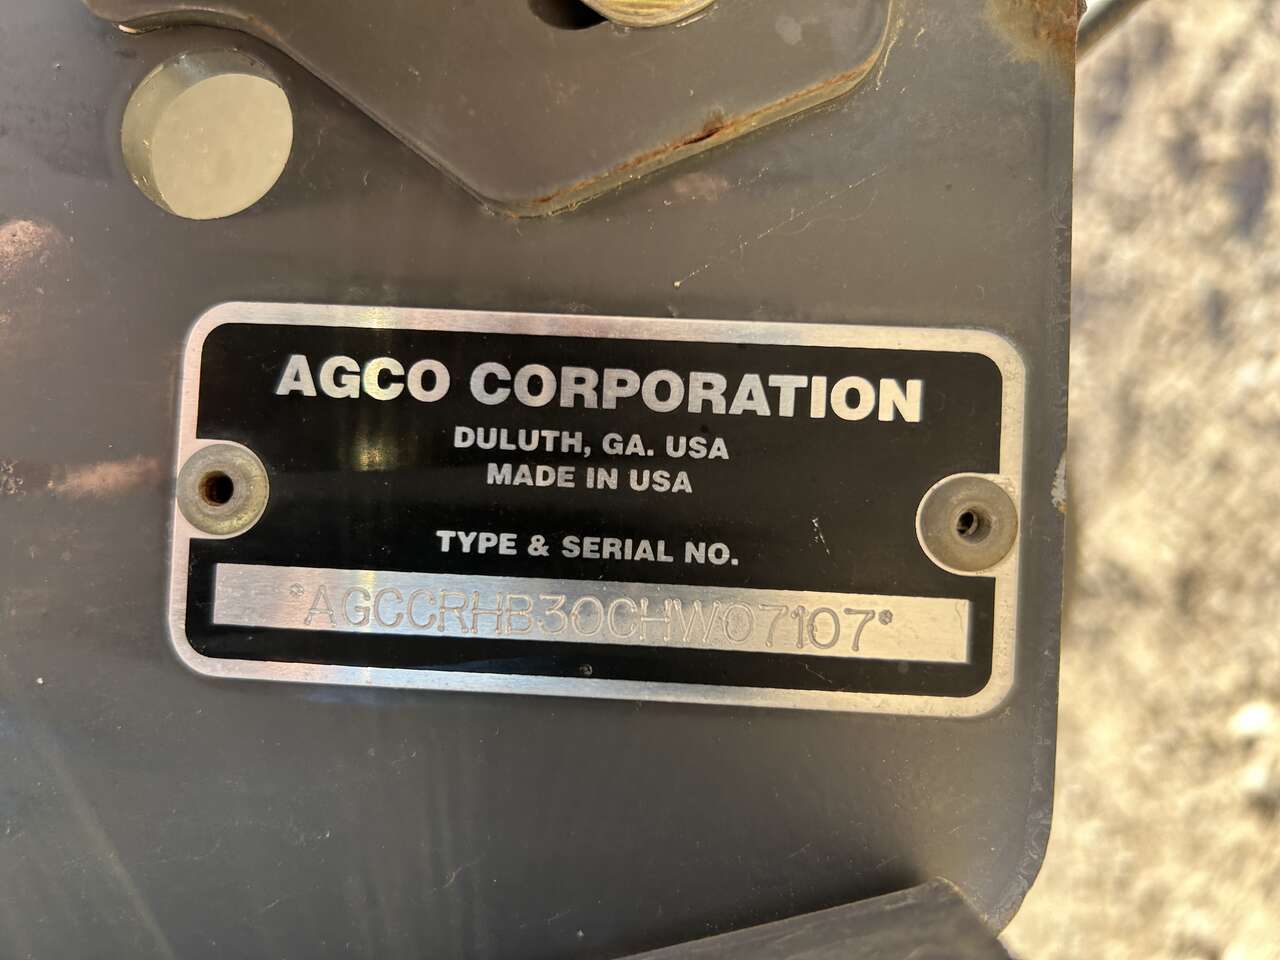 AGCO CORPORATION
DULUTH, GA. USA
MADE IN USA
TYPE & SERIAL NO.
*AGCCRHB30CHW07107*